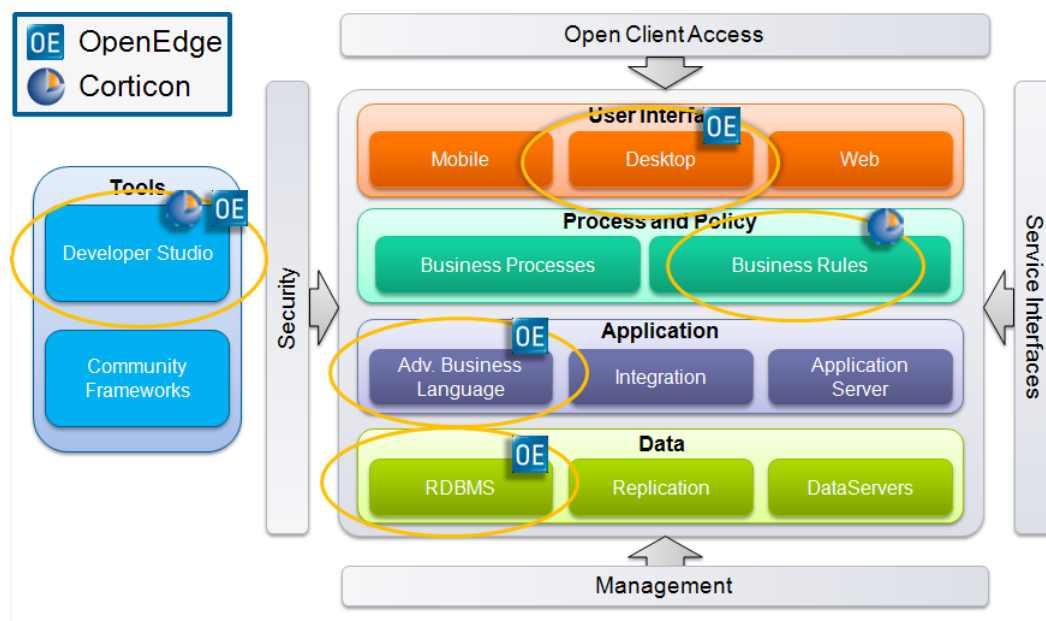 OE OpenEdge
Corticon
Open Client Access
User Interfa
OE
Mobile
Desktop
Web
Tools
OE
Developer Studio
Community
Frameworks
Security
Process and Policy
Business Processes
Business Rules
Application
OE
Adv. Business
Language
Integration
Application
Server
Data
OE
RDBMS
Replication
DataServers
Service Interfaces
Management